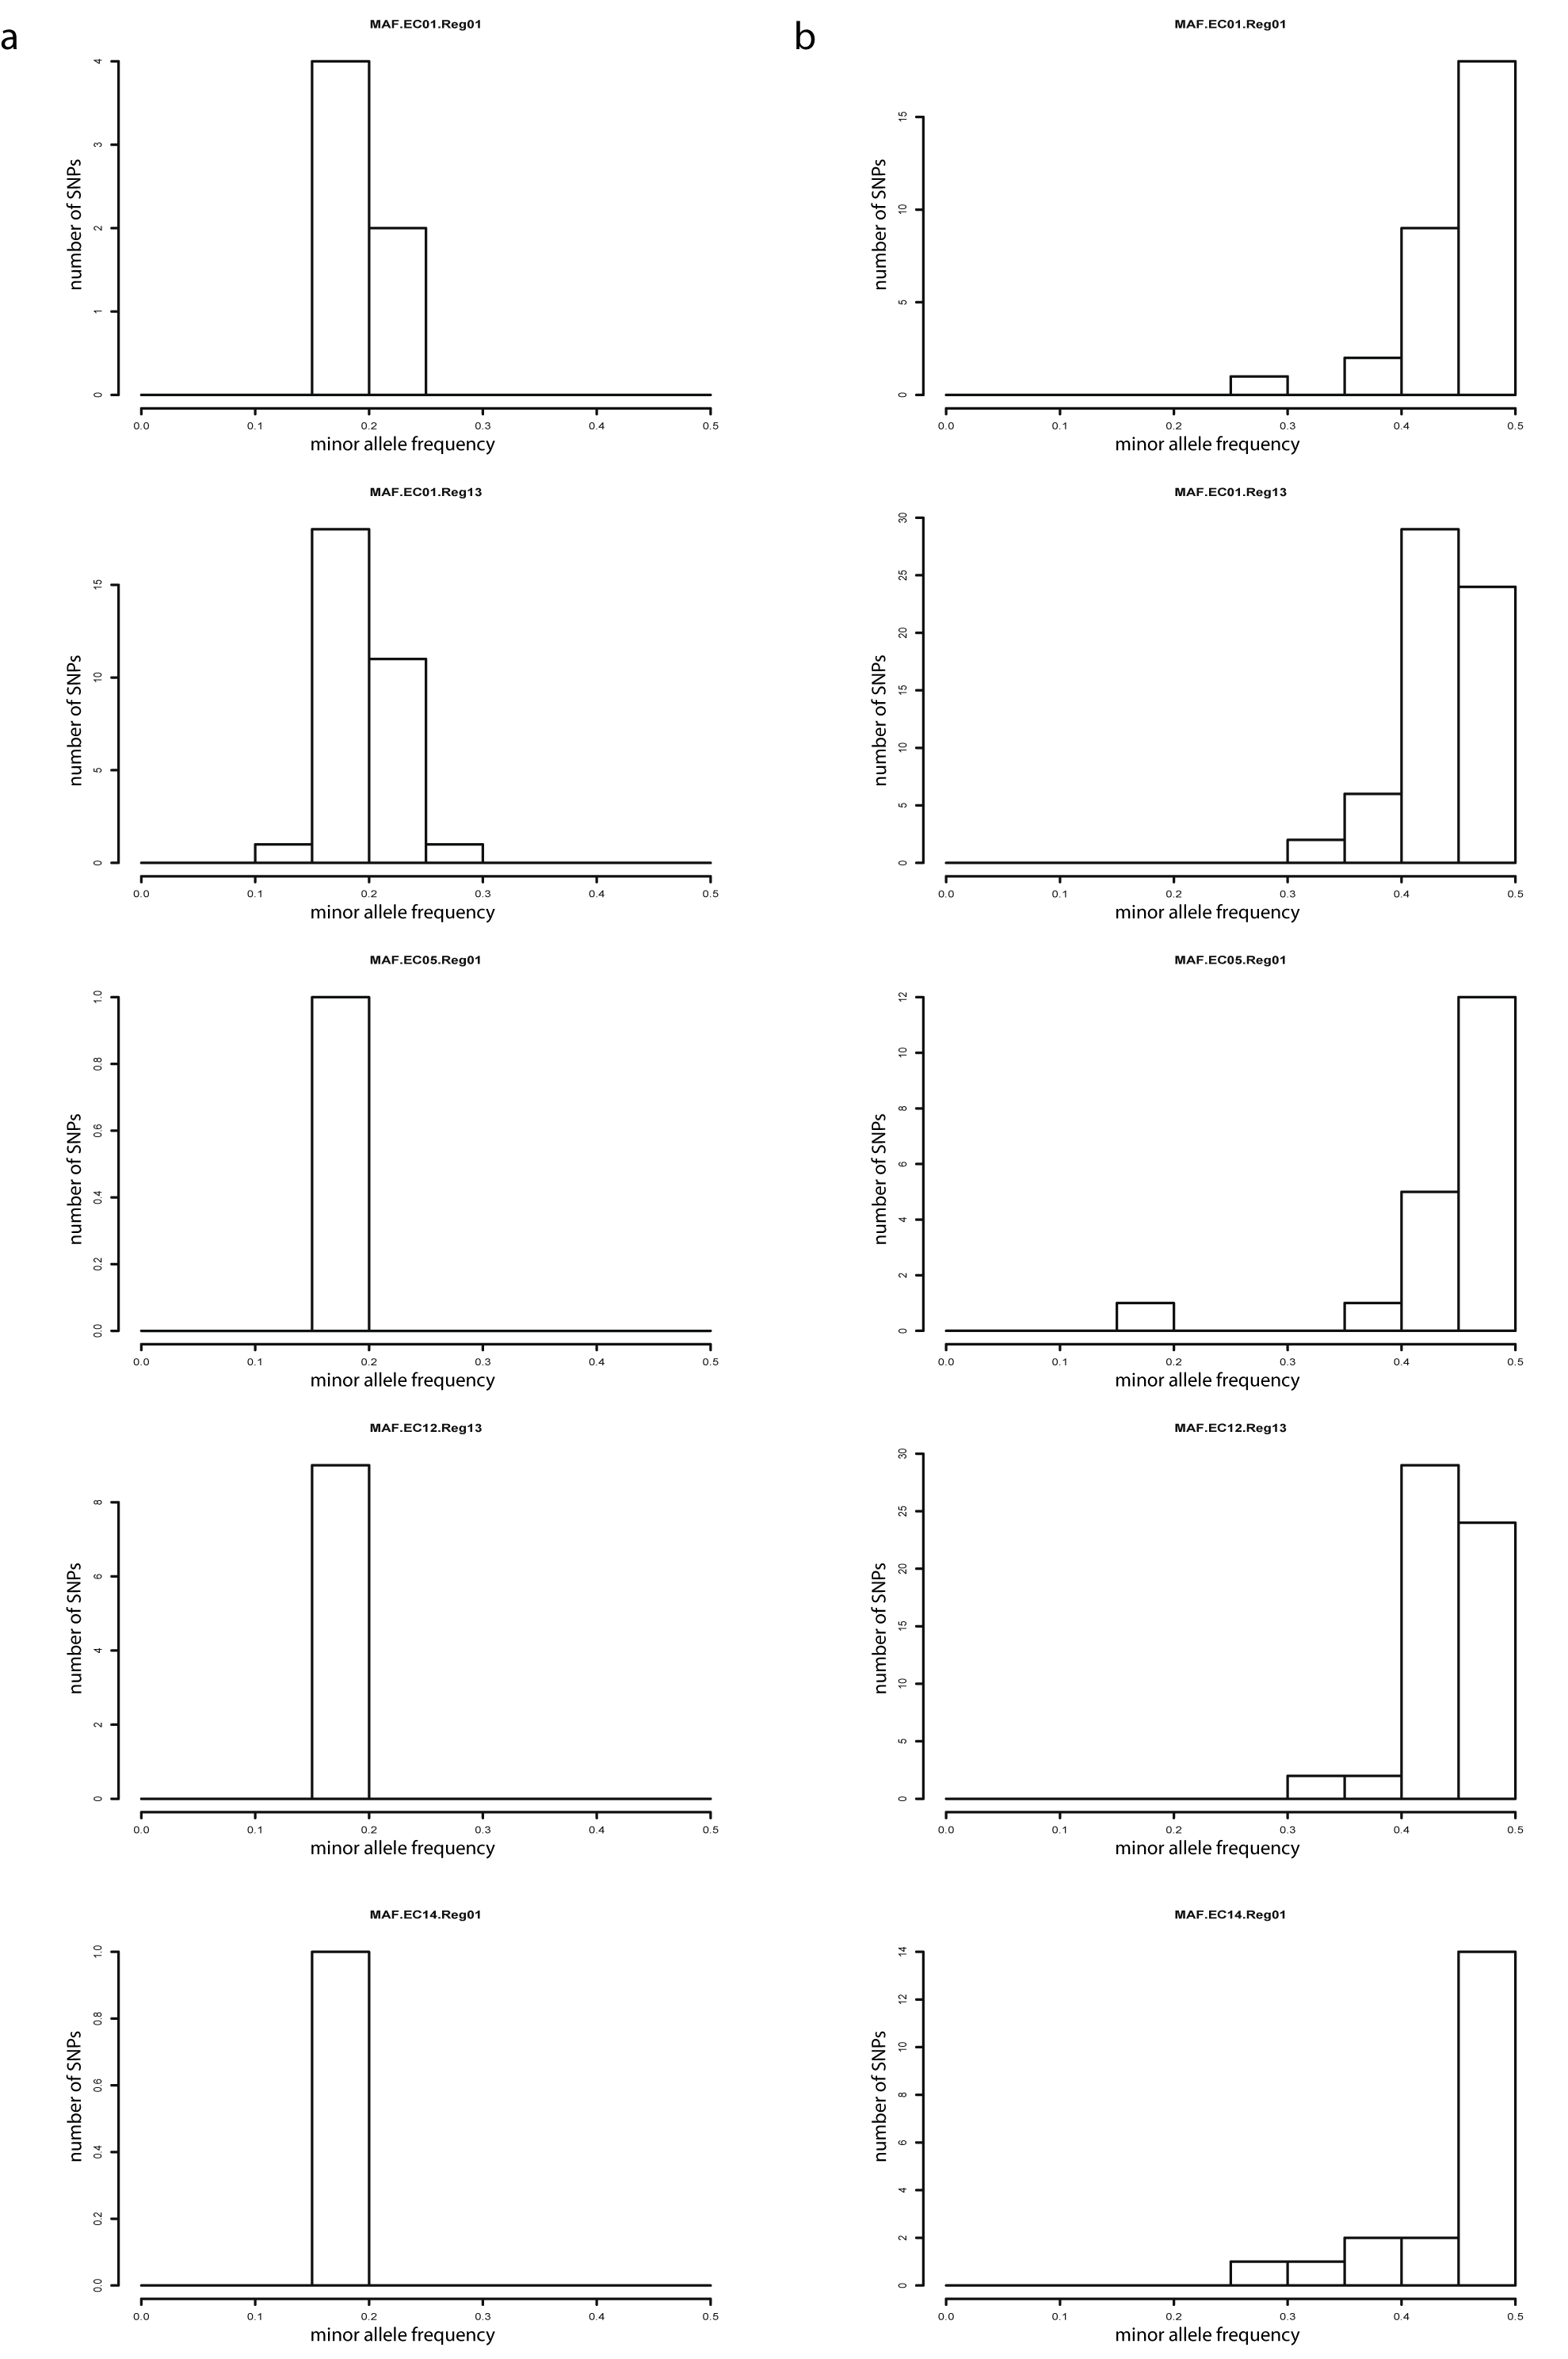 a
MAF.EC01.Reg01
number of SNPs
0 1 2 3 4
0.0 0.1 0.2 0.3 0.4 0.5
minor allele frequency
MAF.EC01.Reg13
number of SNPs
0 5 10 15
0.0 0.1 0.2 0.3 0.4 0.5
minor allele frequency
MAF.EC05.Reg01
number of SNPs
0.0 0.2 0.4 0.6 0.8 1.0
0.0 0.1 0.2 0.3 0.4 0.5
minor allele frequency
MAF.EC12.Reg13
number of SNPs
0 2 4 6 8
0.0 0.1 0.2 0.3 0.4 0.5
minor allele frequency
MAF.EC14.Reg01
number of SNPs
0.0 0.2 0.4 0.6 0.8 1.0
0.0 0.1 0.2 0.3 0.4 0.5
minor allele frequency
b
MAF.EC01.Reg01
number of SNPs
0 5 10 15
0.0 0.1 0.2 0.3 0.4 0.5
minor allele frequency
MAF.EC01.Reg13
number of SNPs
0 5 10 15 20 25 30
0.0 0.1 0.2 0.3 0.4 0.5
minor allele frequency
MAF.EC05.Reg01
number of SNPs
0 2 4 6 8 10 12
0.0 0.1 0.2 0.3 0.4 0.5
minor allele frequency
MAF.EC12.Reg13
number of SNPs
0 5 10 15 20 25 30
0.0 0.1 0.2 0.3 0.4 0.5
minor allele frequency
MAF.EC14.Reg01
number of SNPs
0 2 4 6 8 10 12 14
0.0 0.1 0.2 0.3 0.4 0.5
minor allele frequency